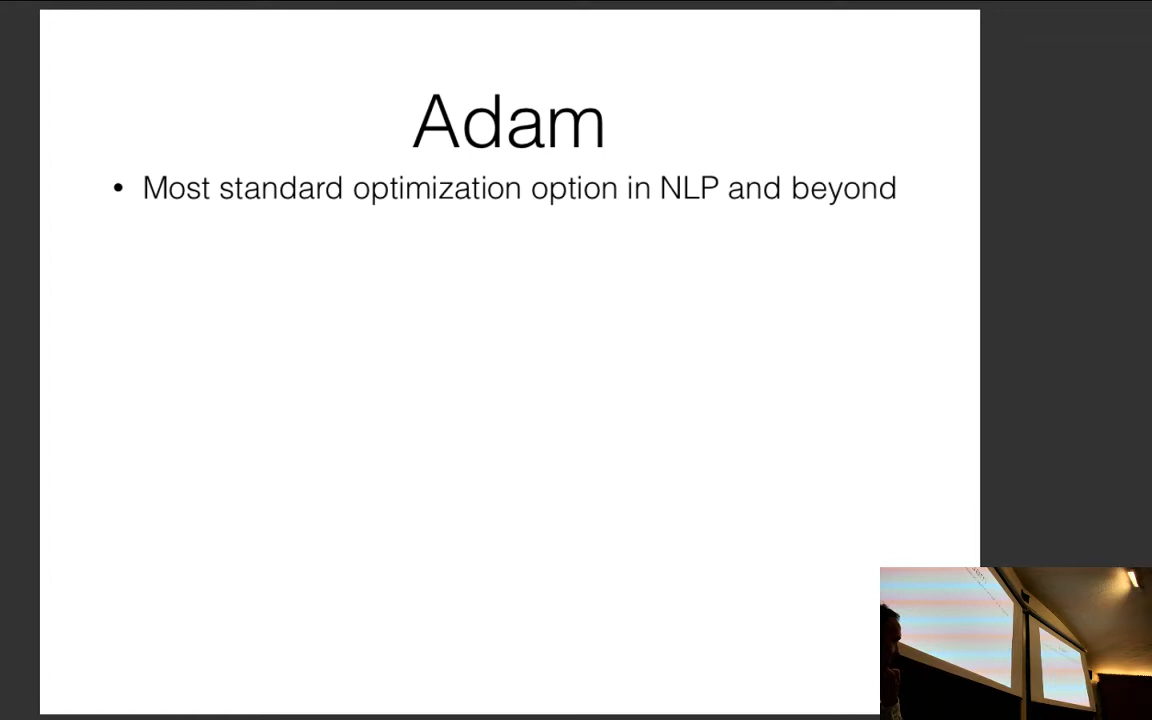 Adam
• Most standard optimization option in NLP and beyond